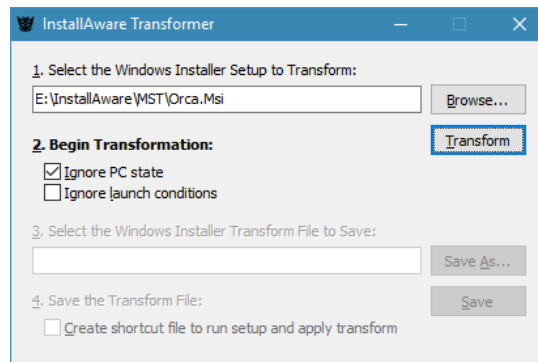 InstallAware Transformer
1. Select the Windows Installer Setup to Transform:
E:\InstallAware\MST\Orca.Msi
Browse...
2. Begin Transformation:
Transform
Ignore PC state
Ignore launch conditions
3. Select the Windows Installer Transform File to Save:
Save As...
4. Save the Transform File:
Save
Create shortcut file to run setup and apply transform